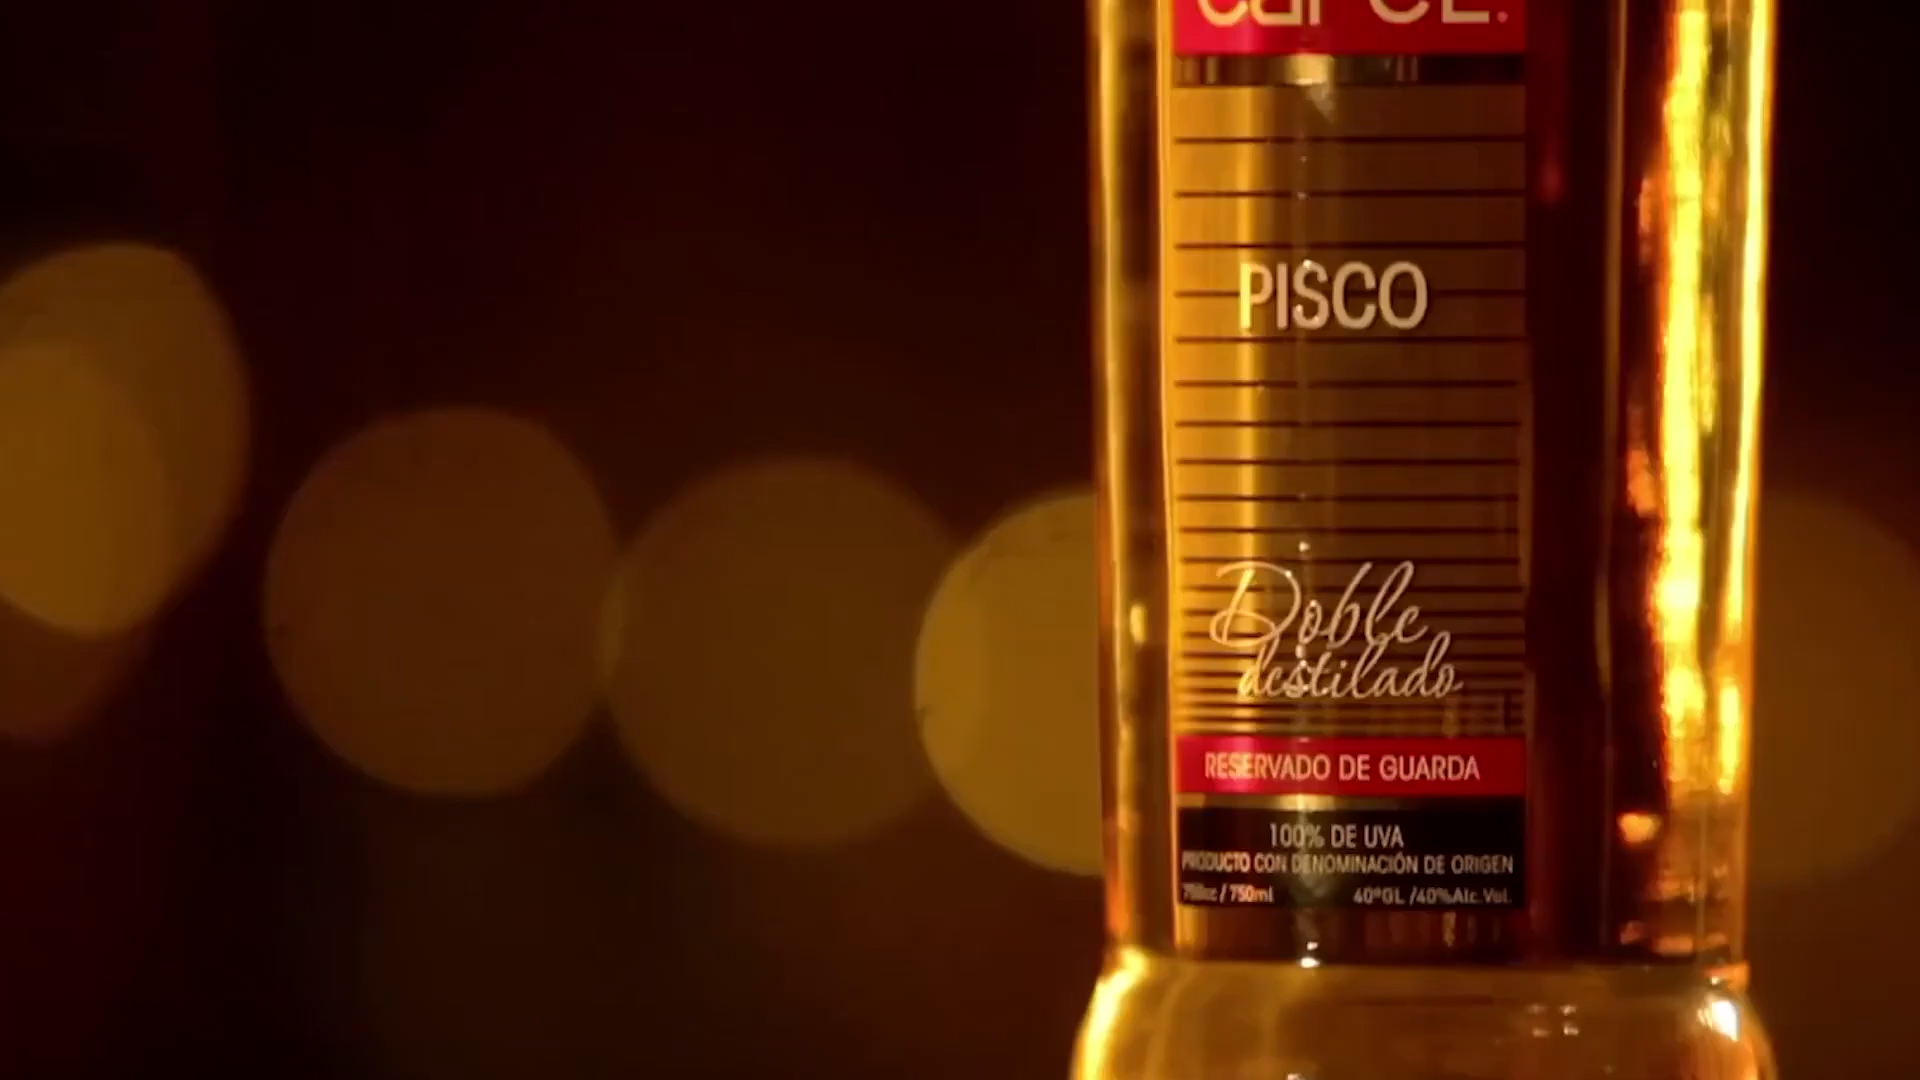 capel.
PISCO
Doble
destilado
RESERVADO DE GUARDA
100% DE UVA
PRODUCTO CON DENOMINACIÓN DE ORIGEN
750cc / 750ml 40°GL /40%Alc.Vol.